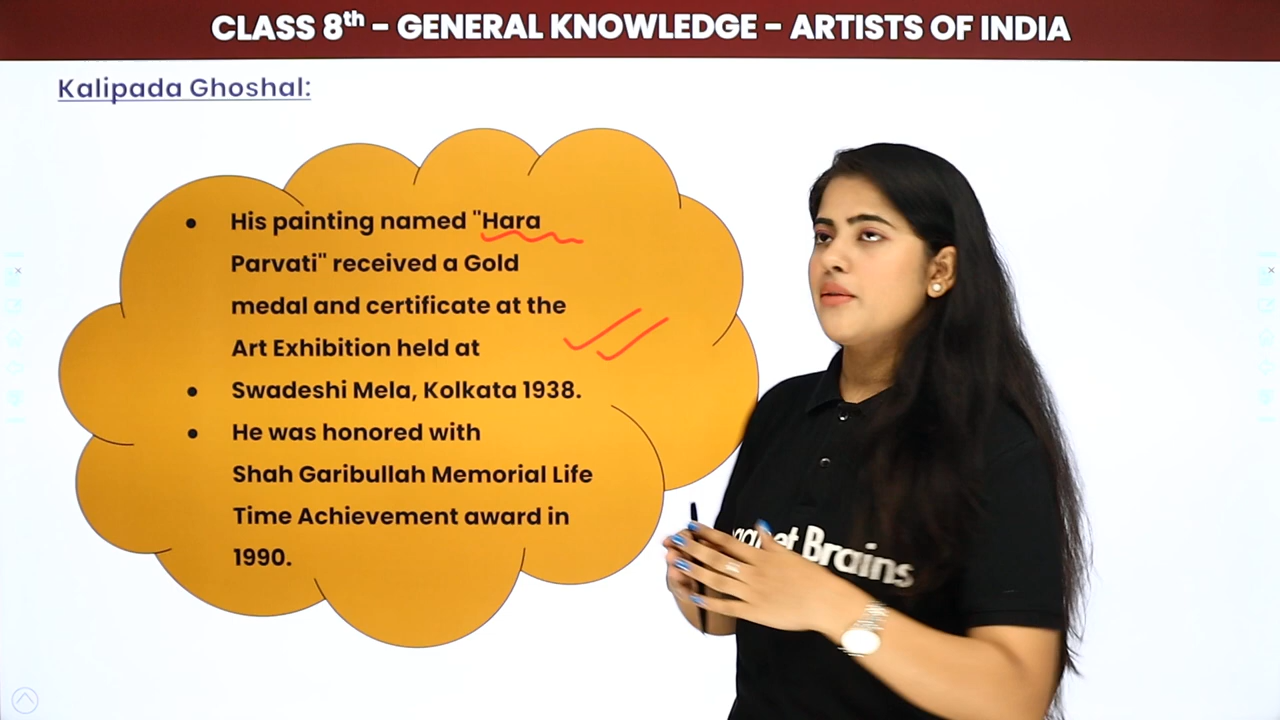 CLASS 8th - GENERAL KNOWLEDGE - ARTISTS OF INDIA
Kalipada Ghoshal:
• His painting named "Hara
Parvati" received a Gold
medal and certificate at the
Art Exhibition held at
• Swadeshi Mela, Kolkata 1938.
• He was honored with
Shah Garibullah Memorial Life
Time Achievement award in
1990.
Brains